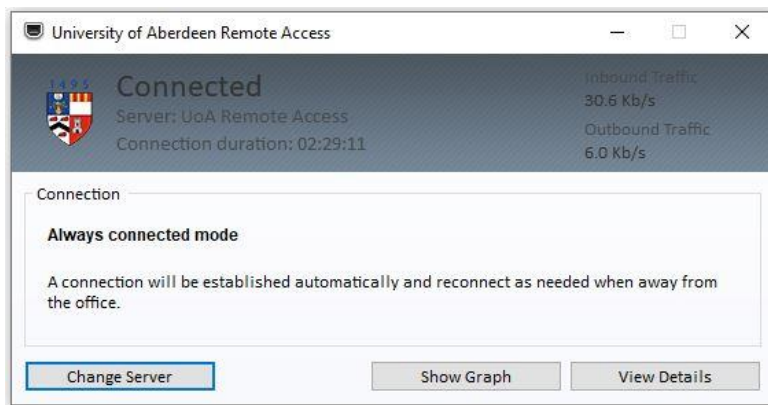 University of Aberdeen Remote Access
1495
Connected
Server: UoA Remote Access
Connection duration: 02:29:11
Inbound Traffic
30.6 Kb/s
Outbound Traffic
6.0 Kb/s
Connection
Always connected mode
A connection will be established automatically and reconnect as needed when away from
the office.
Change Server
Show Graph
View Details